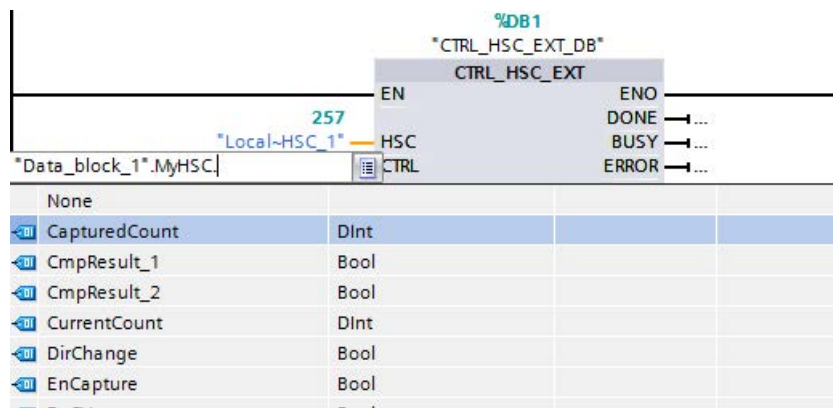 %DB1
"CTRL_HSC_EXT_DB"
CTRL_HSC_EXT
EN ENO
257 DONE ...
"Local~HSC_1" HSC BUSY ...
"Data_block_1".MyHSC. CTRL ERROR ...
None
CapturedCount DInt
CmpResult_1 Bool
CmpResult_2 Bool
CurrentCount DInt
DirChange Bool
EnCapture Bool